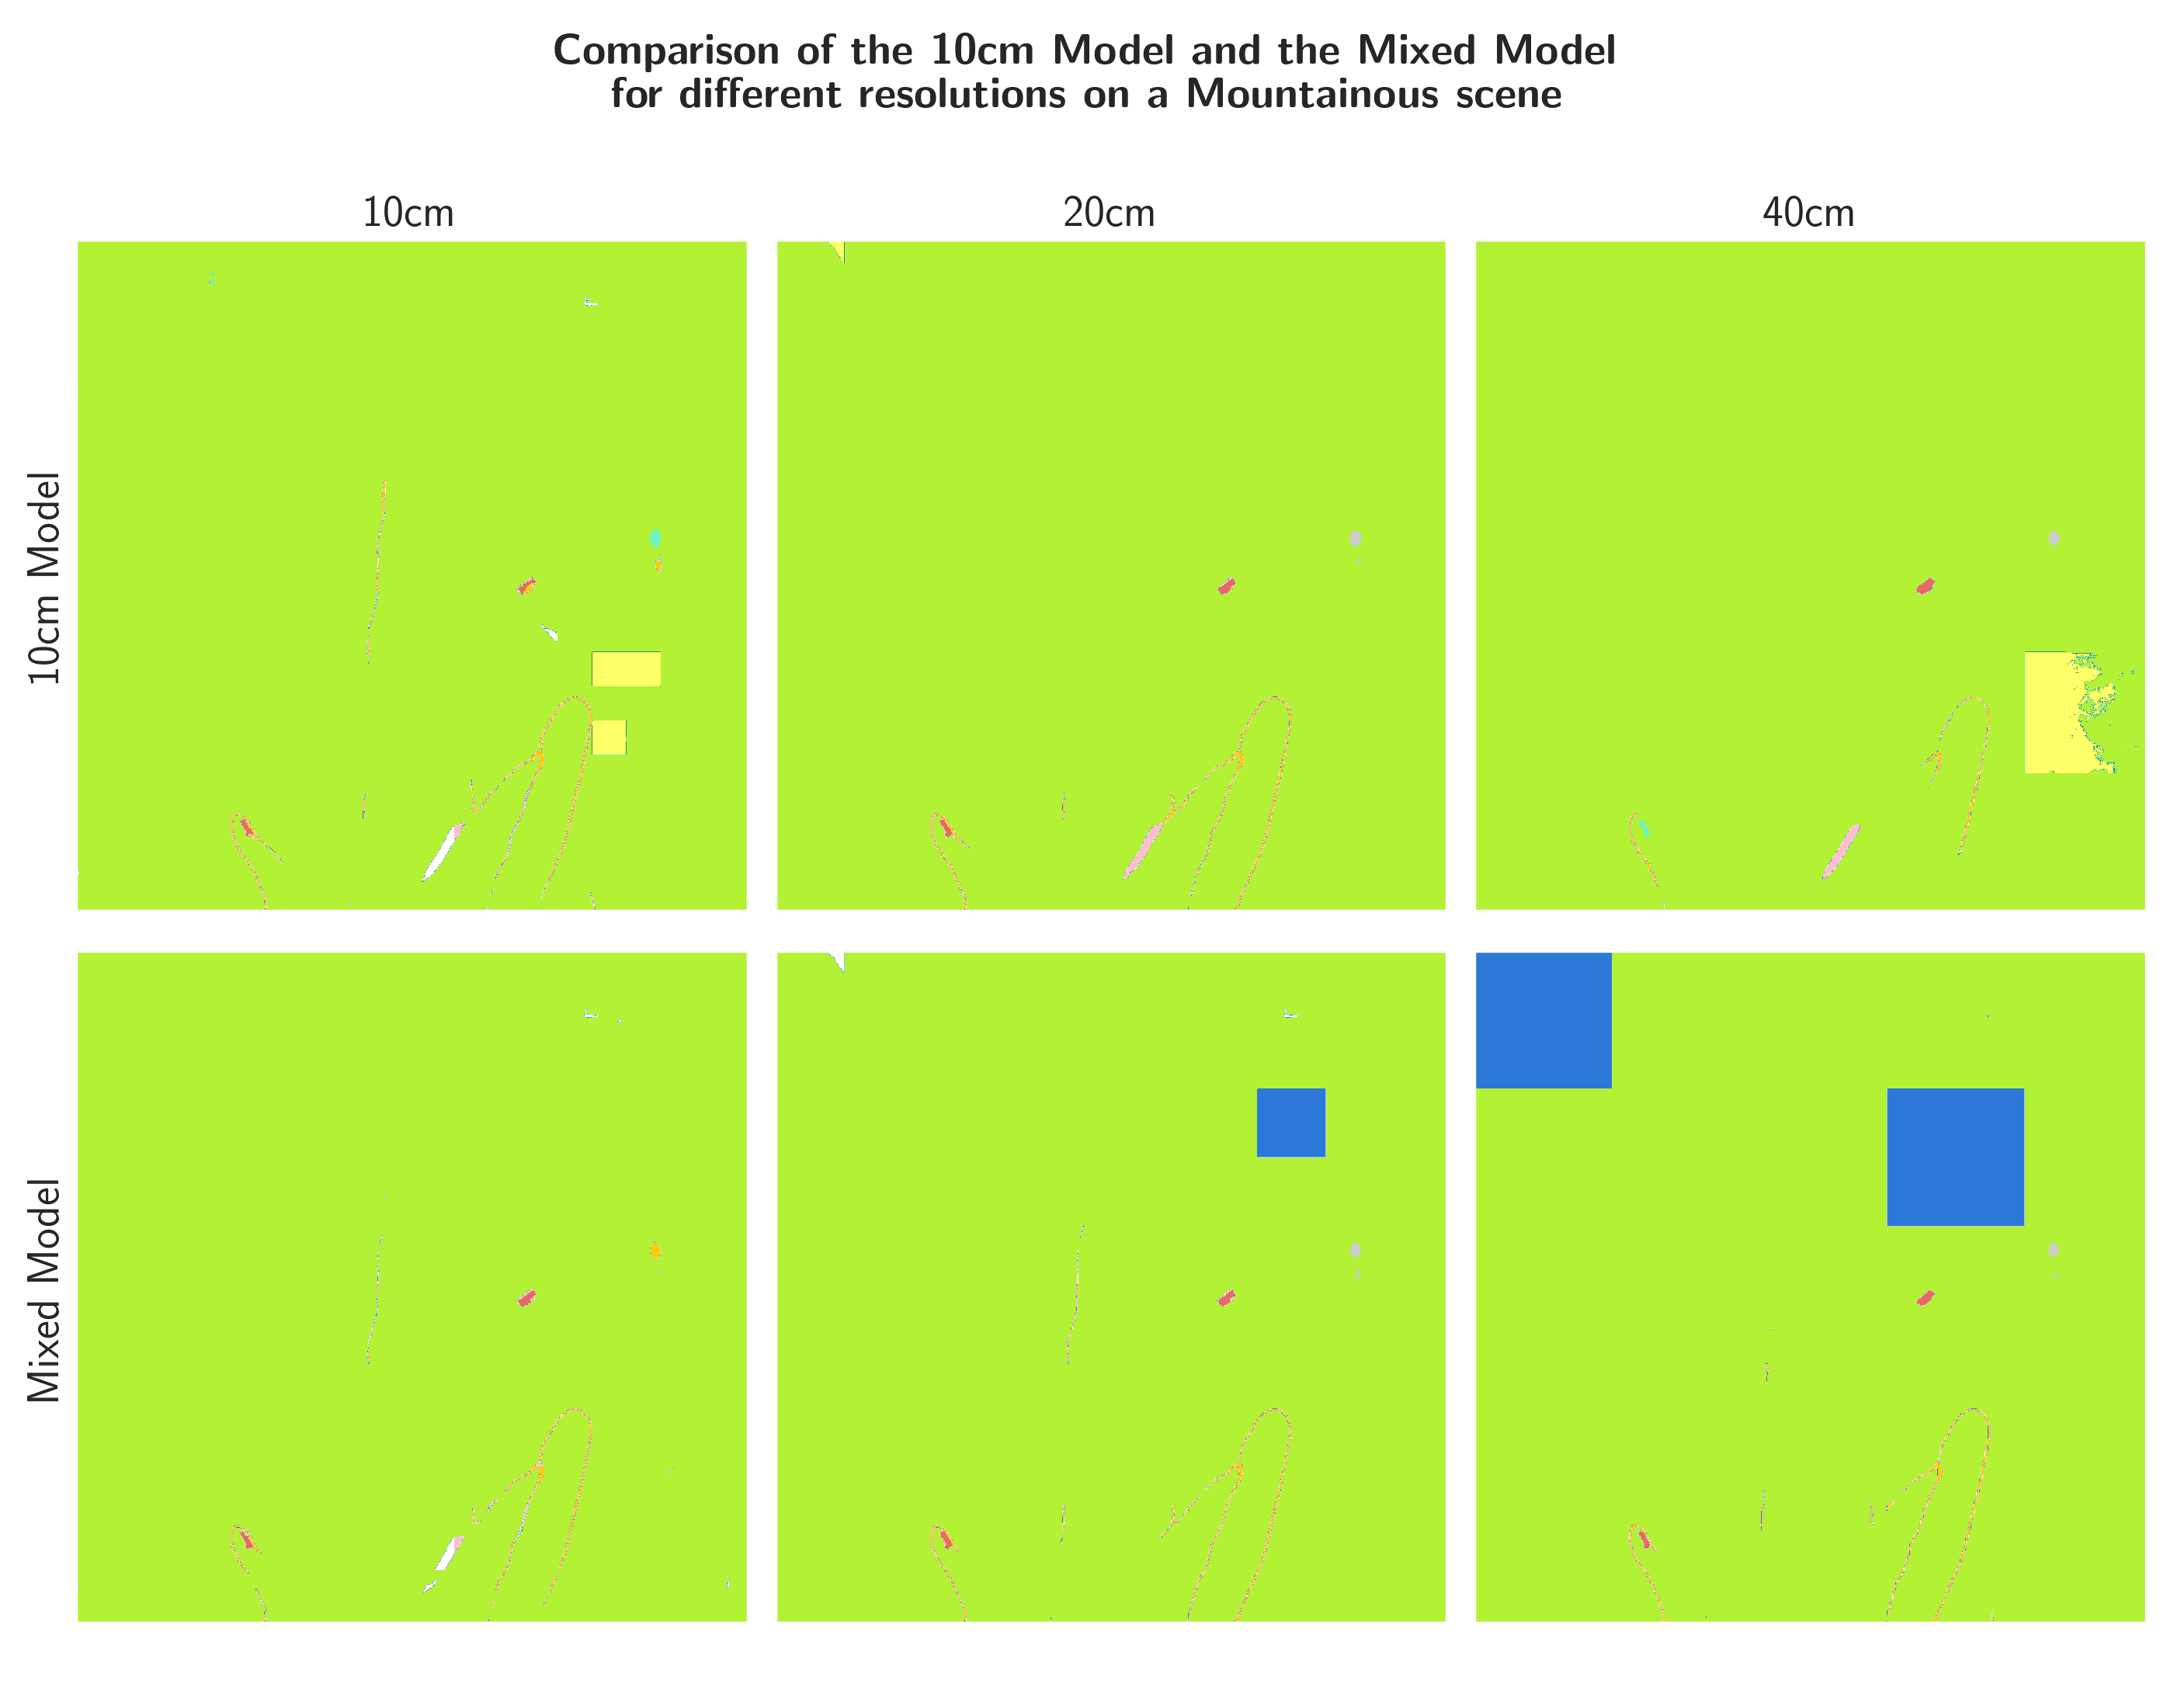 Comparison of the 10cm Model and the Mixed Model
for different resolutions on a Mountainous scene
10cm
20cm
40cm
10cm Model
Mixed Model